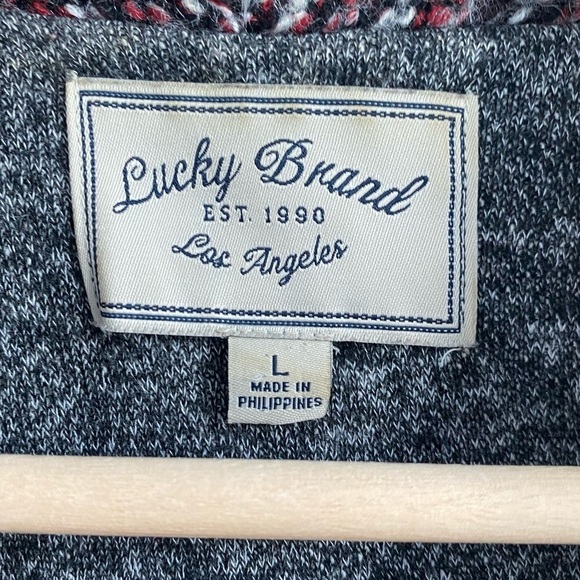 Lucky Brand
EST. 1990
Los Angeles
L
MADE IN
PHILIPPINES